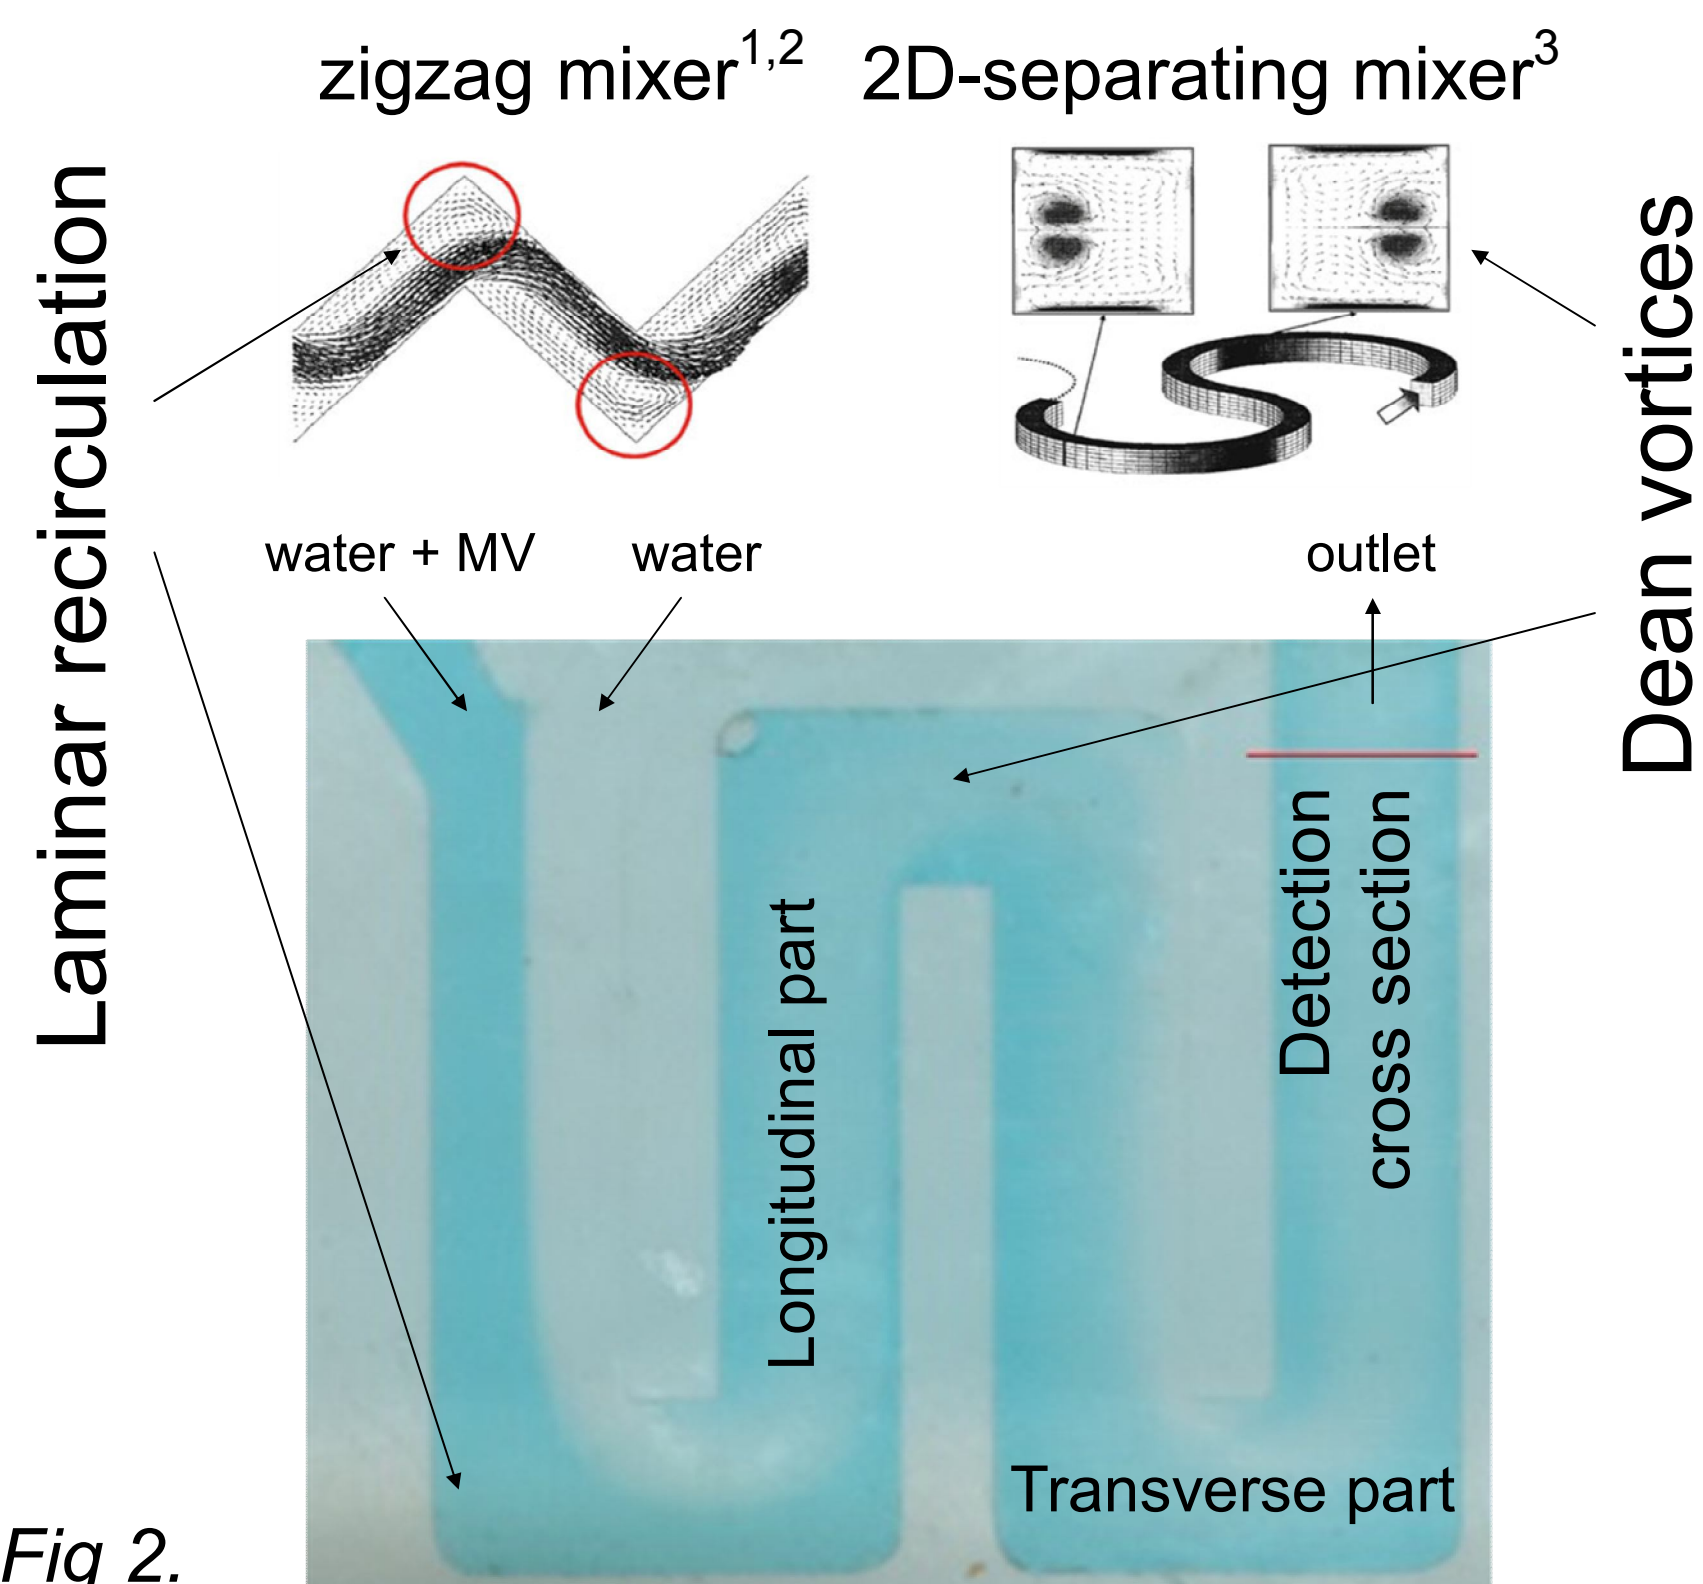 zigzag mixer1,2
2D-separating mixer3
Laminar recirculation
Dean vortices
water + MV
water
outlet
Longitudinal part
Detection
cross section
Transverse part
Fig 2.